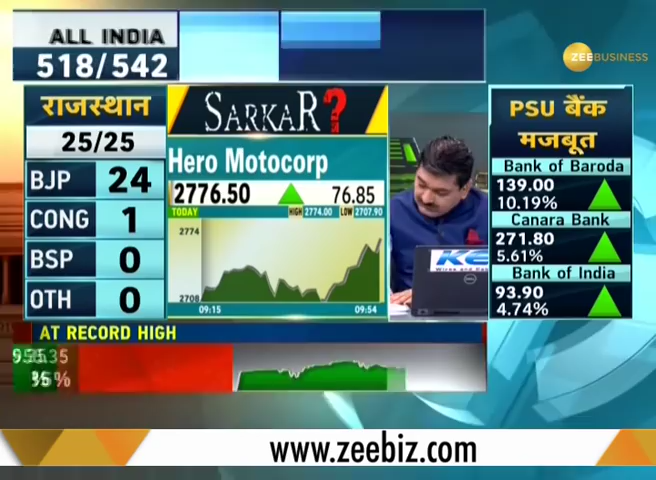 ALL INDIA
518/542
ZEEBUSINESS
राजस्थान
25/25
BJP 24
CONG 1
BSP 0
OTH 0
SARKAR?
Hero Motocorp
2776.50 76.85
TODAY HIGH 2774.00 LOW 2707.90
2774
2708
09:15 09:54
PSU बैंक
मजबूत
Bank of Baroda
139.00
10.19%
Canara Bank
271.80
5.61%
Bank of India
93.90
4.74%
DELL
AT RECORD HIGH
www.zeebiz.com